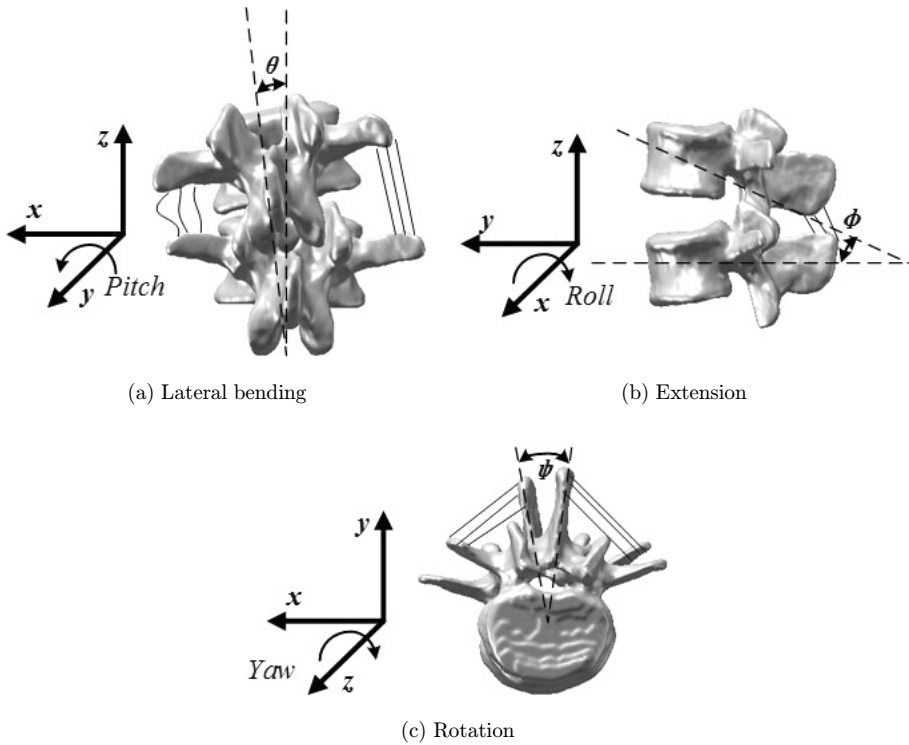 θ
z
x
y
Pitch
(a) Lateral bending
z
y
x
Roll
Φ
(b) Extension
ψ
y
x
Yaw
z
(c) Rotation